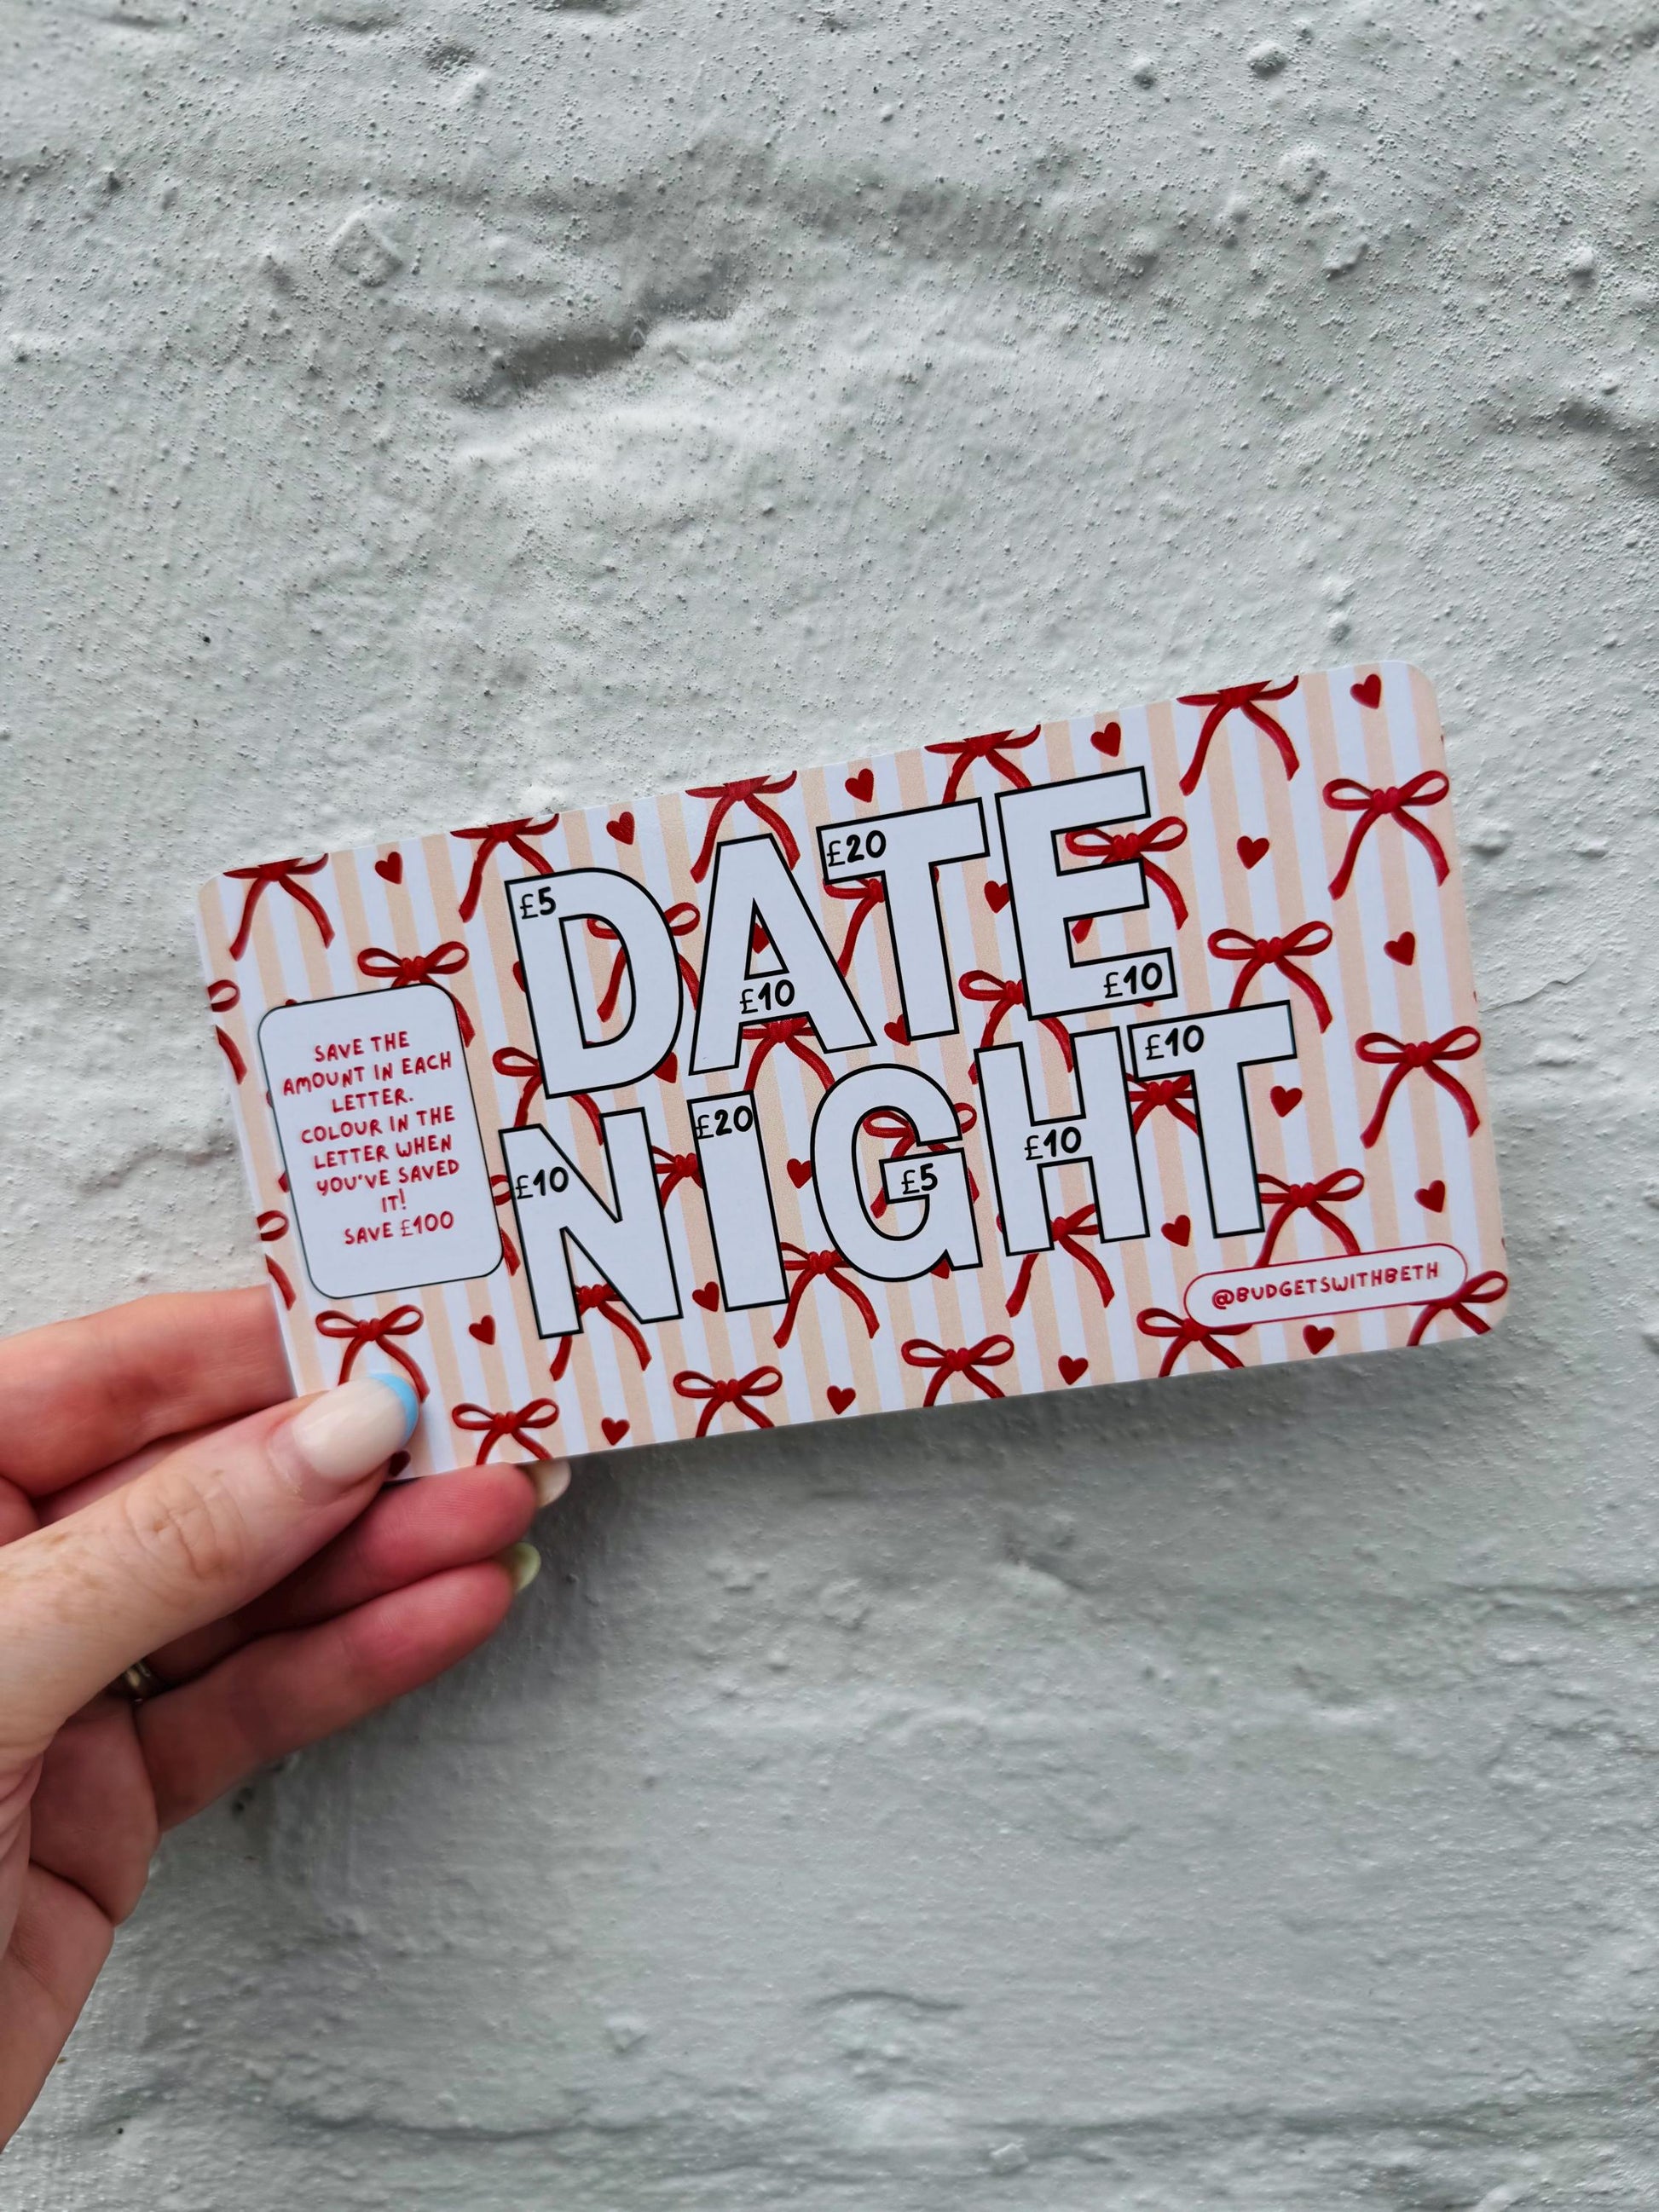 SAVE THE
AMOUNT IN EACH
LETTER.
COLOUR IN THE
LETTER WHEN
YOU'VE SAVED
IT!
SAVE £100
DATE
£5
£10
£20
£10
NIGHT
£10
£20
£5
£10
£10
@BUDGETSWITHBETH